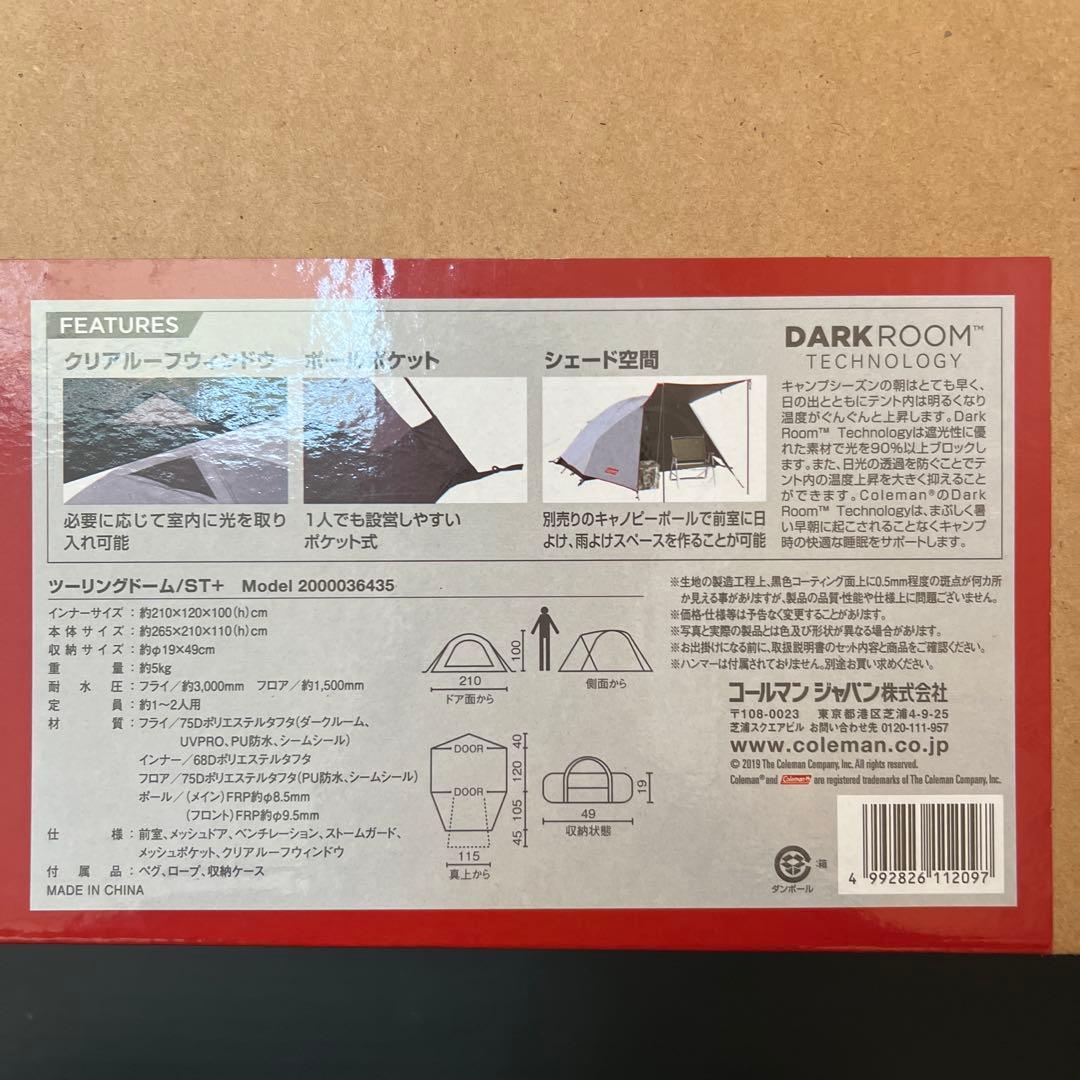 FEATURES
クリアルーフウィンドウ
ポールポケット
シェード空間
必要に応じて室内に光を取り
入れ可能
1人でも設営しやすい
ポケット式
別売りのキャノピーポールで前室に日
よけ、雨よけスペースを作ることが可能
DARKROOM™
TECHNOLOGY
キャンプシーズンの朝はとても早く、
日の出とともにテント内は明るくなり
温度がぐんぐんと上昇します。Dark
Room™ Technologyは遮光性に優
れた素材で光を90%以上ブロックし
ます。また、日光の透過を防ぐことでテ
ント内の温度上昇を大きく抑えること
ができます。Coleman®のDark
Room™ Technologyは、まぶしく暑
い早朝に起こされることなくキャンプ
時の快適な睡眠をサポートします。
ツーリングドーム/ST+ Model 2000036435
インナーサイズ：約210×120×100(h)cm
本体サイズ：約265×210×110(h)cm
収納サイズ：約φ19×49cm
重量：約5kg
耐水圧：フライ/約3,000mm フロア/約1,500mm
定員：約1〜2人用
材質：フライ/75Dポリエステルタフタ(ダークルーム、
UVPRO、PU防水、シームシール)
インナー/68Dポリエステルタフタ
フロア/75Dポリエステルタフタ(PU防水、シームシール)
ポール/(メイン)FRP約φ8.5mm
(フロント)FRP約φ9.5mm
仕様：前室、メッシュドア、ベンチレーション、ストームガード、
メッシュポケット、クリアルーフウィンドウ
付属品：ペグ、ロープ、収納ケース
MADE IN CHINA
100
210
ドア面から
側面から
DOOR
DOOR
40
120
105
45
115
真上から
19
49
収納状態
※生地の製造工程上、黒色コーティング面上に0.5mm程度の斑点が何カ所
か見える事がありますが、製品の品質・性能や仕様上に問題ございません。
※価格・仕様等は予告なく変更することがあります。
※写真と実際の製品とは色及び形状が異なる場合があります。
※お出掛けになる前に、取扱説明書のセット内容と商品をご確認ください。
※ハンマーは付属されておりません。別途お買い求めください。
コールマン ジャパン株式会社
〒108-0023 東京都港区芝浦4-9-25
芝浦スクエアビル お問い合わせ先 0120-111-957
www.coleman.co.jp
© 2019 The Coleman Company, Inc. All rights reserved.
Coleman® and Coleman® are registered trademarks of The Coleman Company, Inc.
ダンボール
：箱
4 992826 112097
Coleman